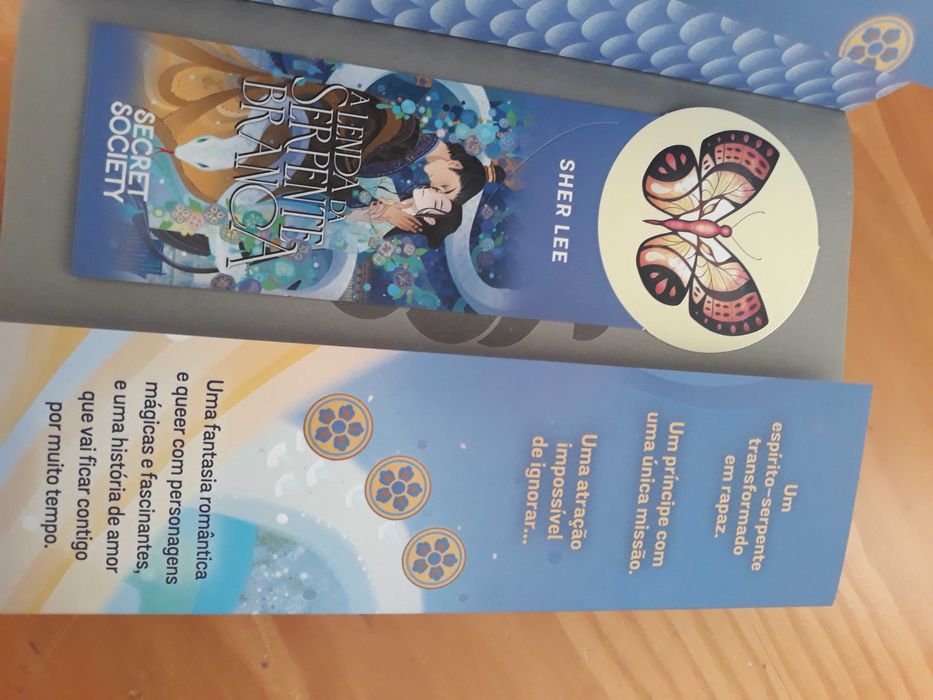 SHER LEE
A LENDA DA
SERPENTE
BRANCA
SECRET
SOCIETY
Um
espírito-serpente
transformado
em rapaz.
Um príncipe com
uma única missão.
Uma atração
impossível
de ignorar...
Uma fantasia romântica
e queer com personagens
mágicas e fascinantes,
e uma história de amor
que vai ficar contigo
por muito tempo.